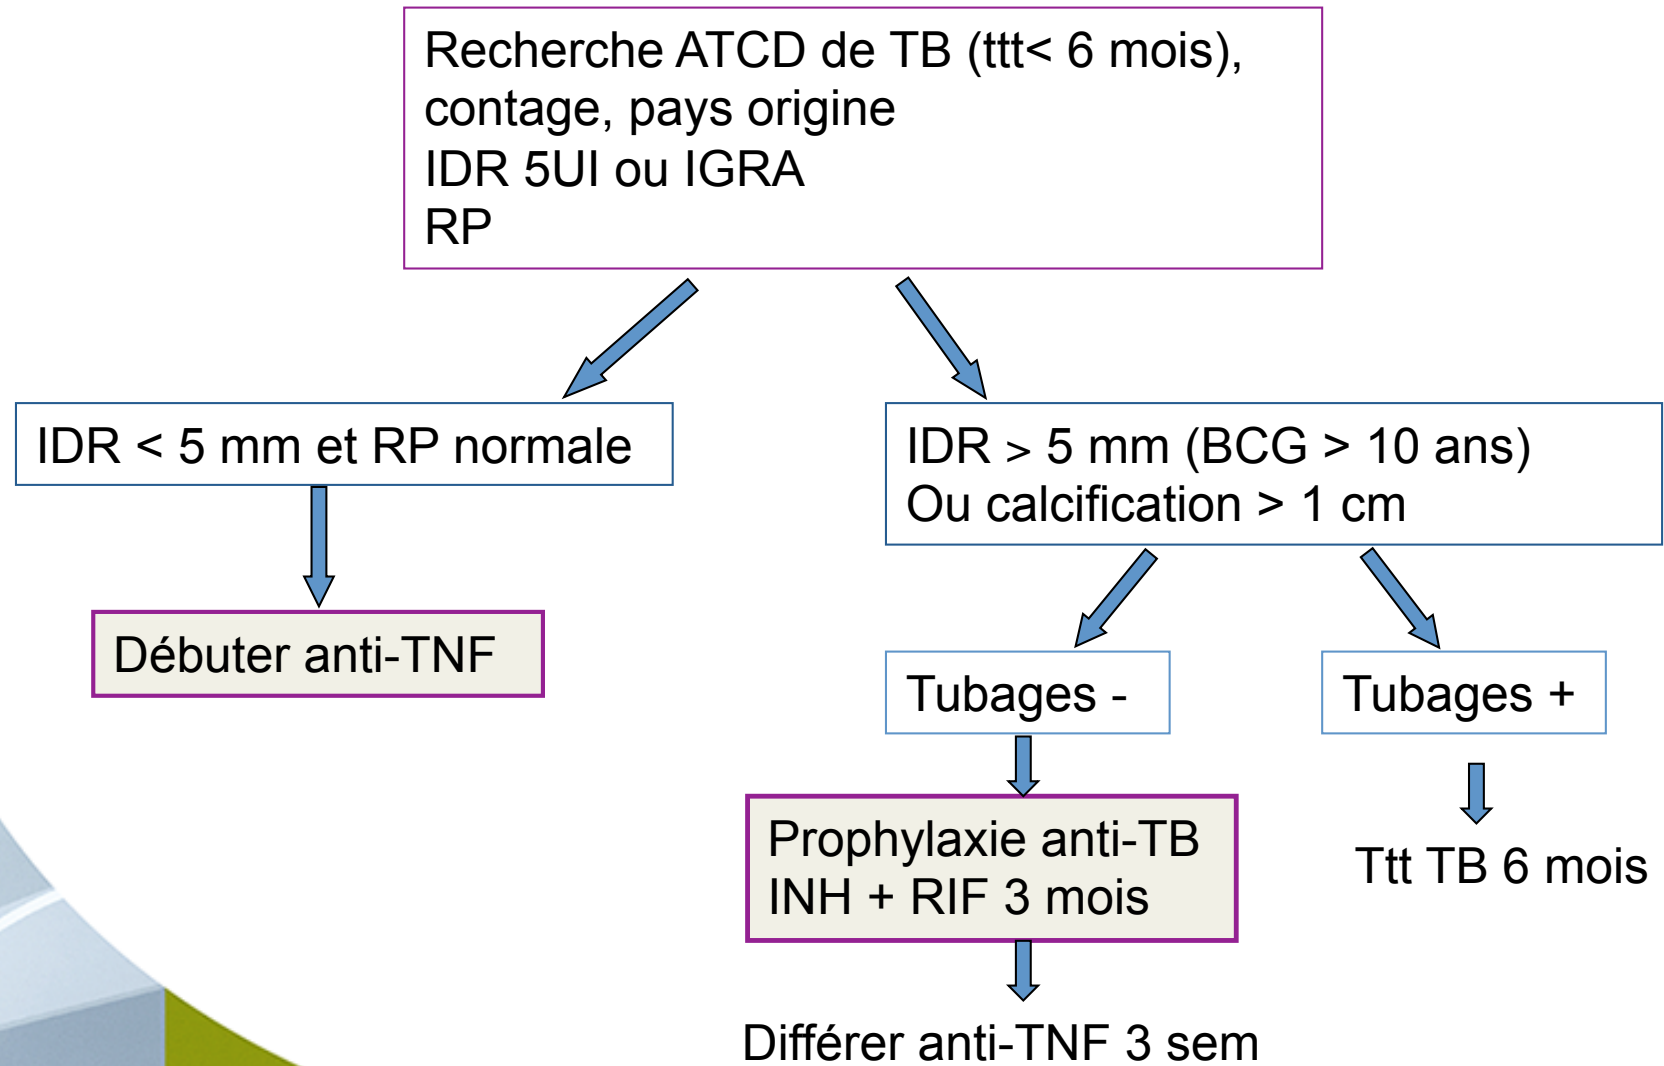 Recherche ATCD de TB (ttt< 6 mois),
contage, pays origine
IDR 5UI ou IGRA
RP
IDR < 5 mm et RP normale
IDR > 5 mm (BCG > 10 ans)
Ou calcification > 1 cm
Débuter anti-TNF
Tubages -
Tubages +
Prophylaxie anti-TB
INH + RIF 3 mois
Ttt TB 6 mois
Différer anti-TNF 3 sem